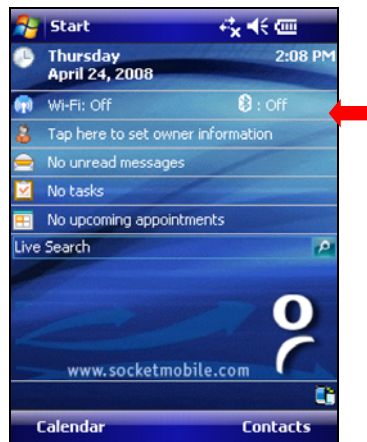 Start
Thursday 2:08 PM
April 24, 2008
Wi-Fi: Off : Off
Tap here to set owner information
No unread messages
No tasks
No upcoming appointments
Live Search
www.socketmobile.com
Calendar Contacts